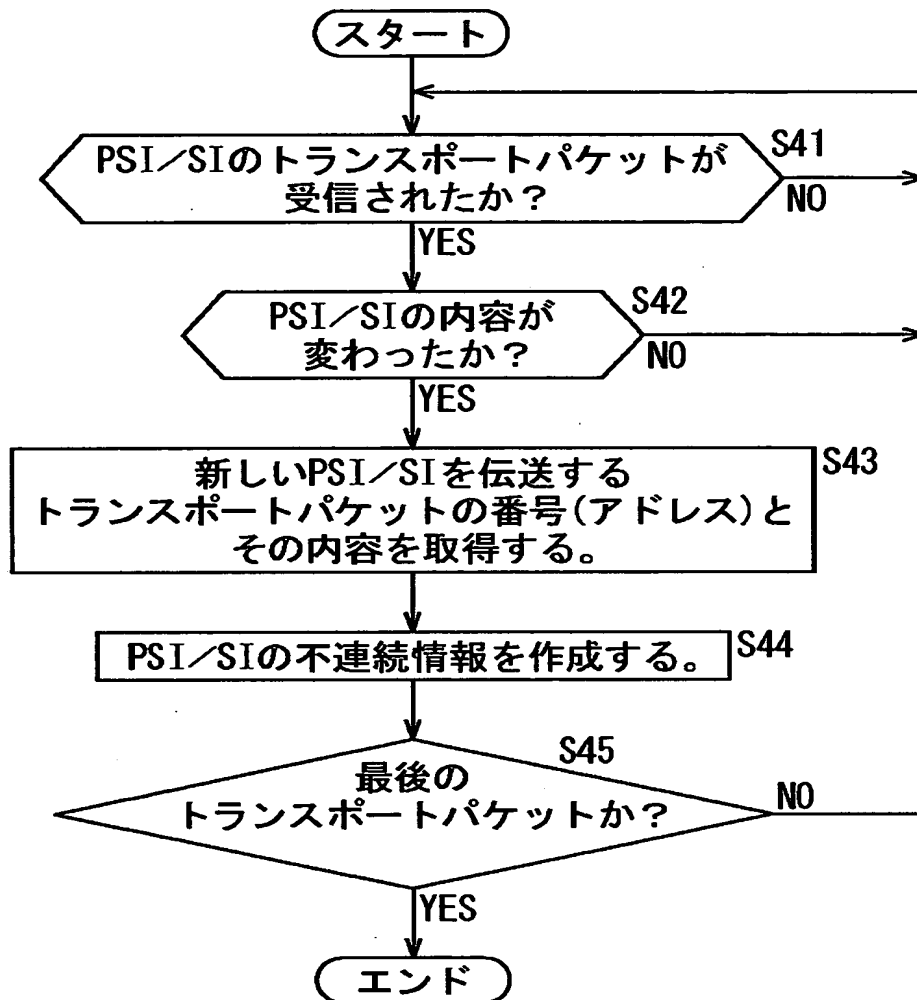 スタート
PSI/SIのトランスポートパケットが
受信されたか?
S41
NO
YES
PSI/SIの内容が
変わったか?
S42
NO
YES
新しいPSI/SIを伝送する
トランスポートパケットの番号(アドレス)と
その内容を取得する。
S43
PSI/SIの不連続情報を作成する。
S44
S45
最後の
トランスポートパケットか?
NO
YES
エンド